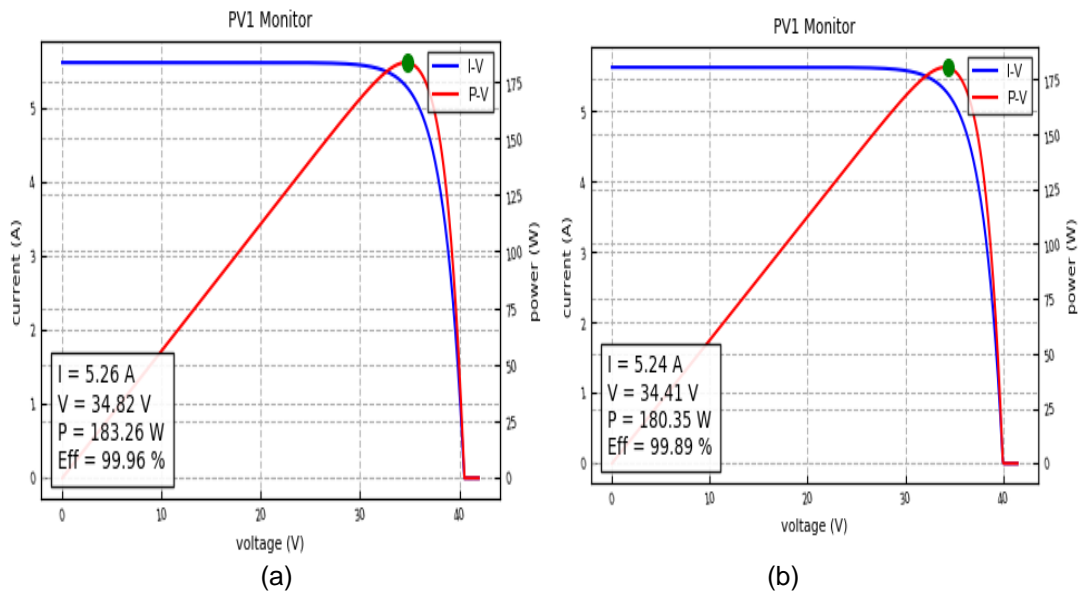 PV1 Monitor
I-V
P-V
current (A)
5
4
3
2
1
0
175
150
125
100
75
50
25
0
power (W)
I = 5.26 A
V = 34.82 V
P = 183.26 W
Eff = 99.96 %
0 10 20 30 40
voltage (V)
(a)
PV1 Monitor
I-V
P-V
current (A)
5
4
3
2
1
0
175
150
125
100
75
50
25
0
power (W)
I = 5.24 A
V = 34.41 V
P = 180.35 W
Eff = 99.89 %
0 10 20 30 40
voltage (V)
(b)